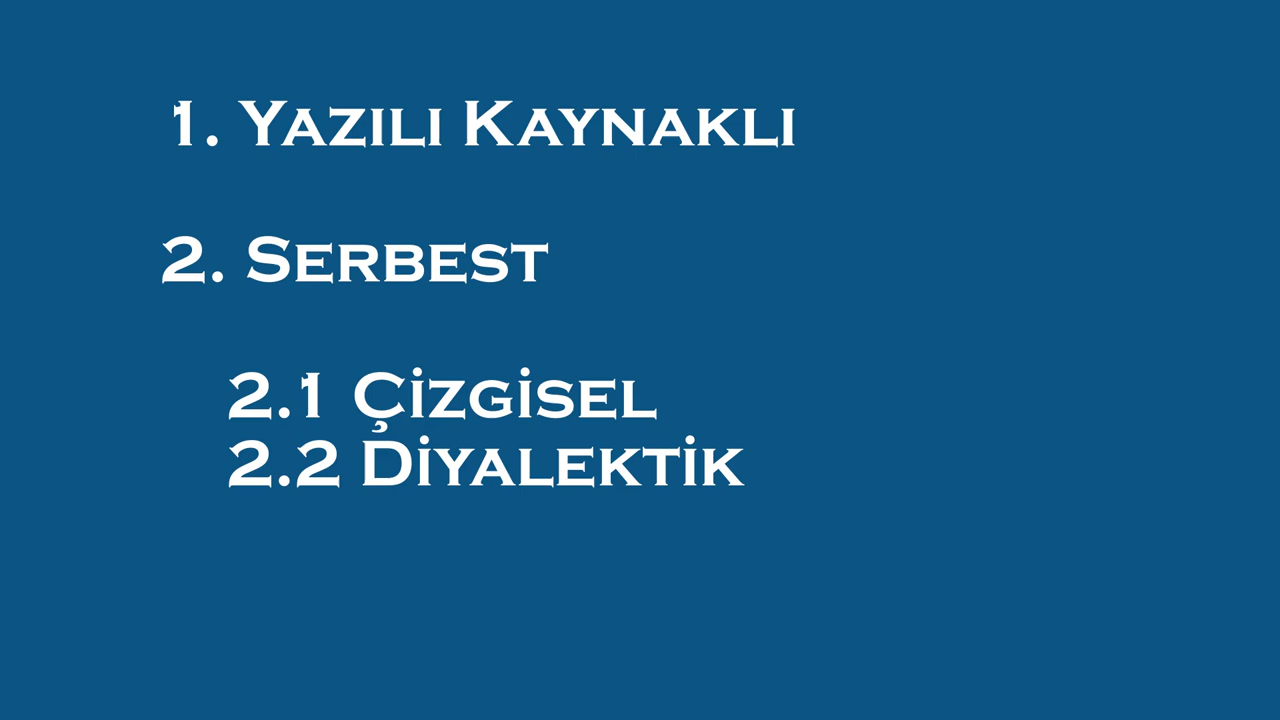 1. Yazılı Kaynaklı
2. Serbest
2.1 Çizgisel
2.2 Diyalektik